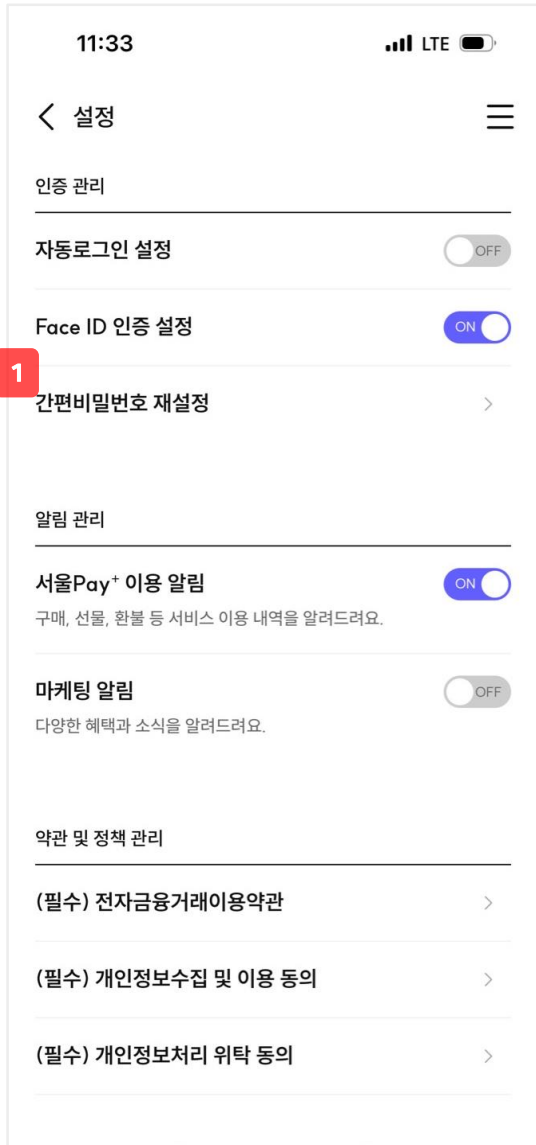 11:33 LTE
설정
인증 관리
자동로그인 설정 OFF
Face ID 인증 설정 ON
1
간편비밀번호 재설정
알림 관리
서울Pay⁺ 이용 알림 ON
구매, 선물, 환불 등 서비스 이용 내역을 알려드려요.
마케팅 알림 OFF
다양한 혜택과 소식을 알려드려요.
약관 및 정책 관리
(필수) 전자금융거래이용약관
(필수) 개인정보수집 및 이용 동의
(필수) 개인정보처리 위탁 동의